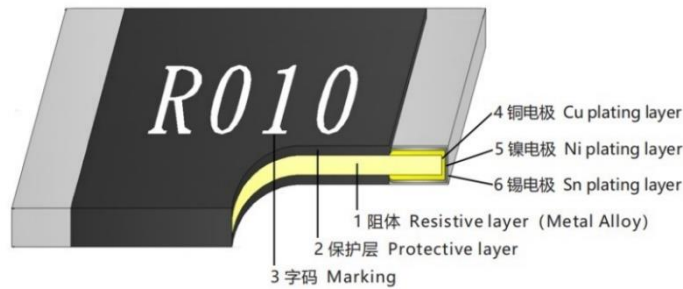 R010
4 铜电极 Cu plating layer
5 镍电极 Ni plating layer
6 锡电极 Sn plating layer
1 阻体 Resistive layer (Metal Alloy)
2 保护层 Protective layer
3 字码 Marking